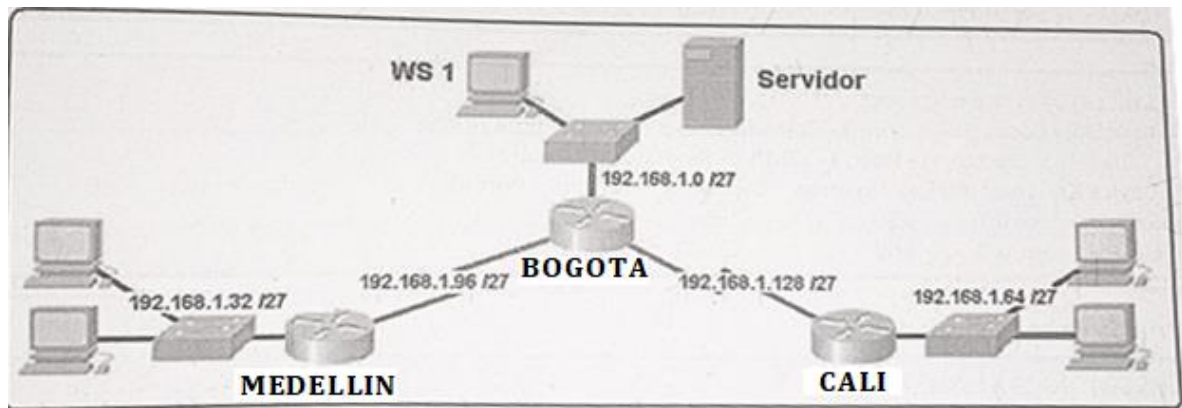 WS 1
Servidor
192.168.1.0 /27
BOGOTA
192.168.1.96 /27
192.168.1.128 /27
192.168.1.32 /27
192.168.1.64 /27
MEDELLIN
CALI